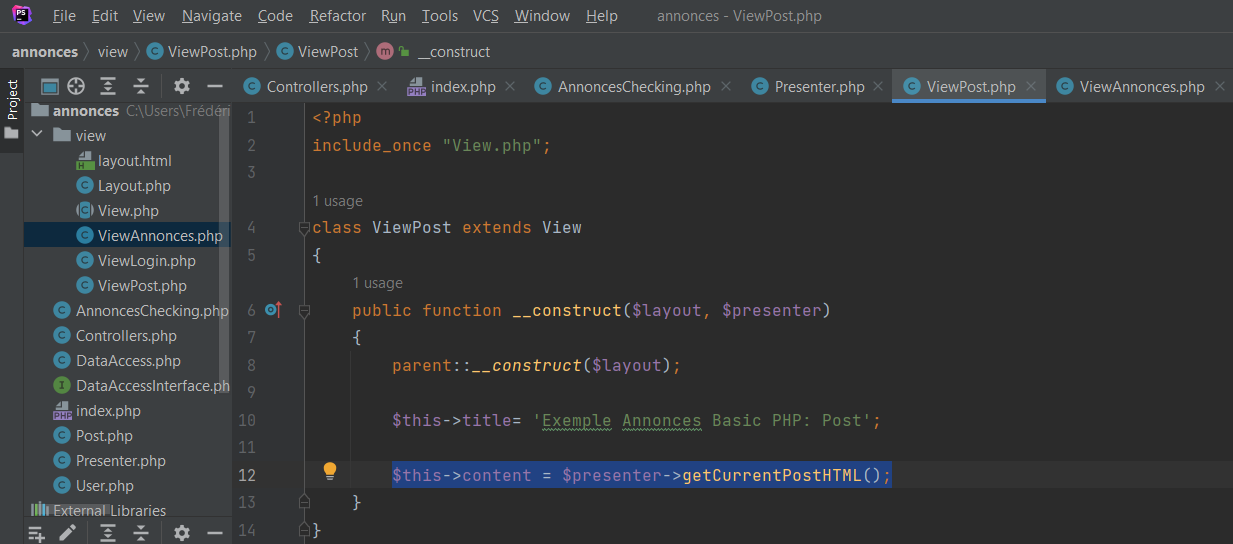 PS File Edit View Navigate Code Refactor Run Tools VCS Window Help annonces - ViewPost.php
annonces view ViewPost.php ViewPost m __construct
Project
Controllers.php index.php AnnoncesChecking.php Presenter.php ViewPost.php ViewAnnonces.php
annonces C:\Users\Frédéri
view
layout.html
Layout.php
View.php
ViewAnnonces.php
ViewLogin.php
ViewPost.php
AnnoncesChecking.php
Controllers.php
DataAccess.php
DataAccessInterface.ph
index.php
Post.php
Presenter.php
User.php
External Libraries
1 <?php
2 include_once "View.php";
3
1 usage
4 class ViewPost extends View
5 {
1 usage
6 public function __construct($layout, $presenter)
7 {
8 parent::__construct($layout);
9
10 $this->title= 'Exemple Annonces Basic PHP: Post';
11
12 $this->content = $presenter->getCurrentPostHTML();
13 }
14 }